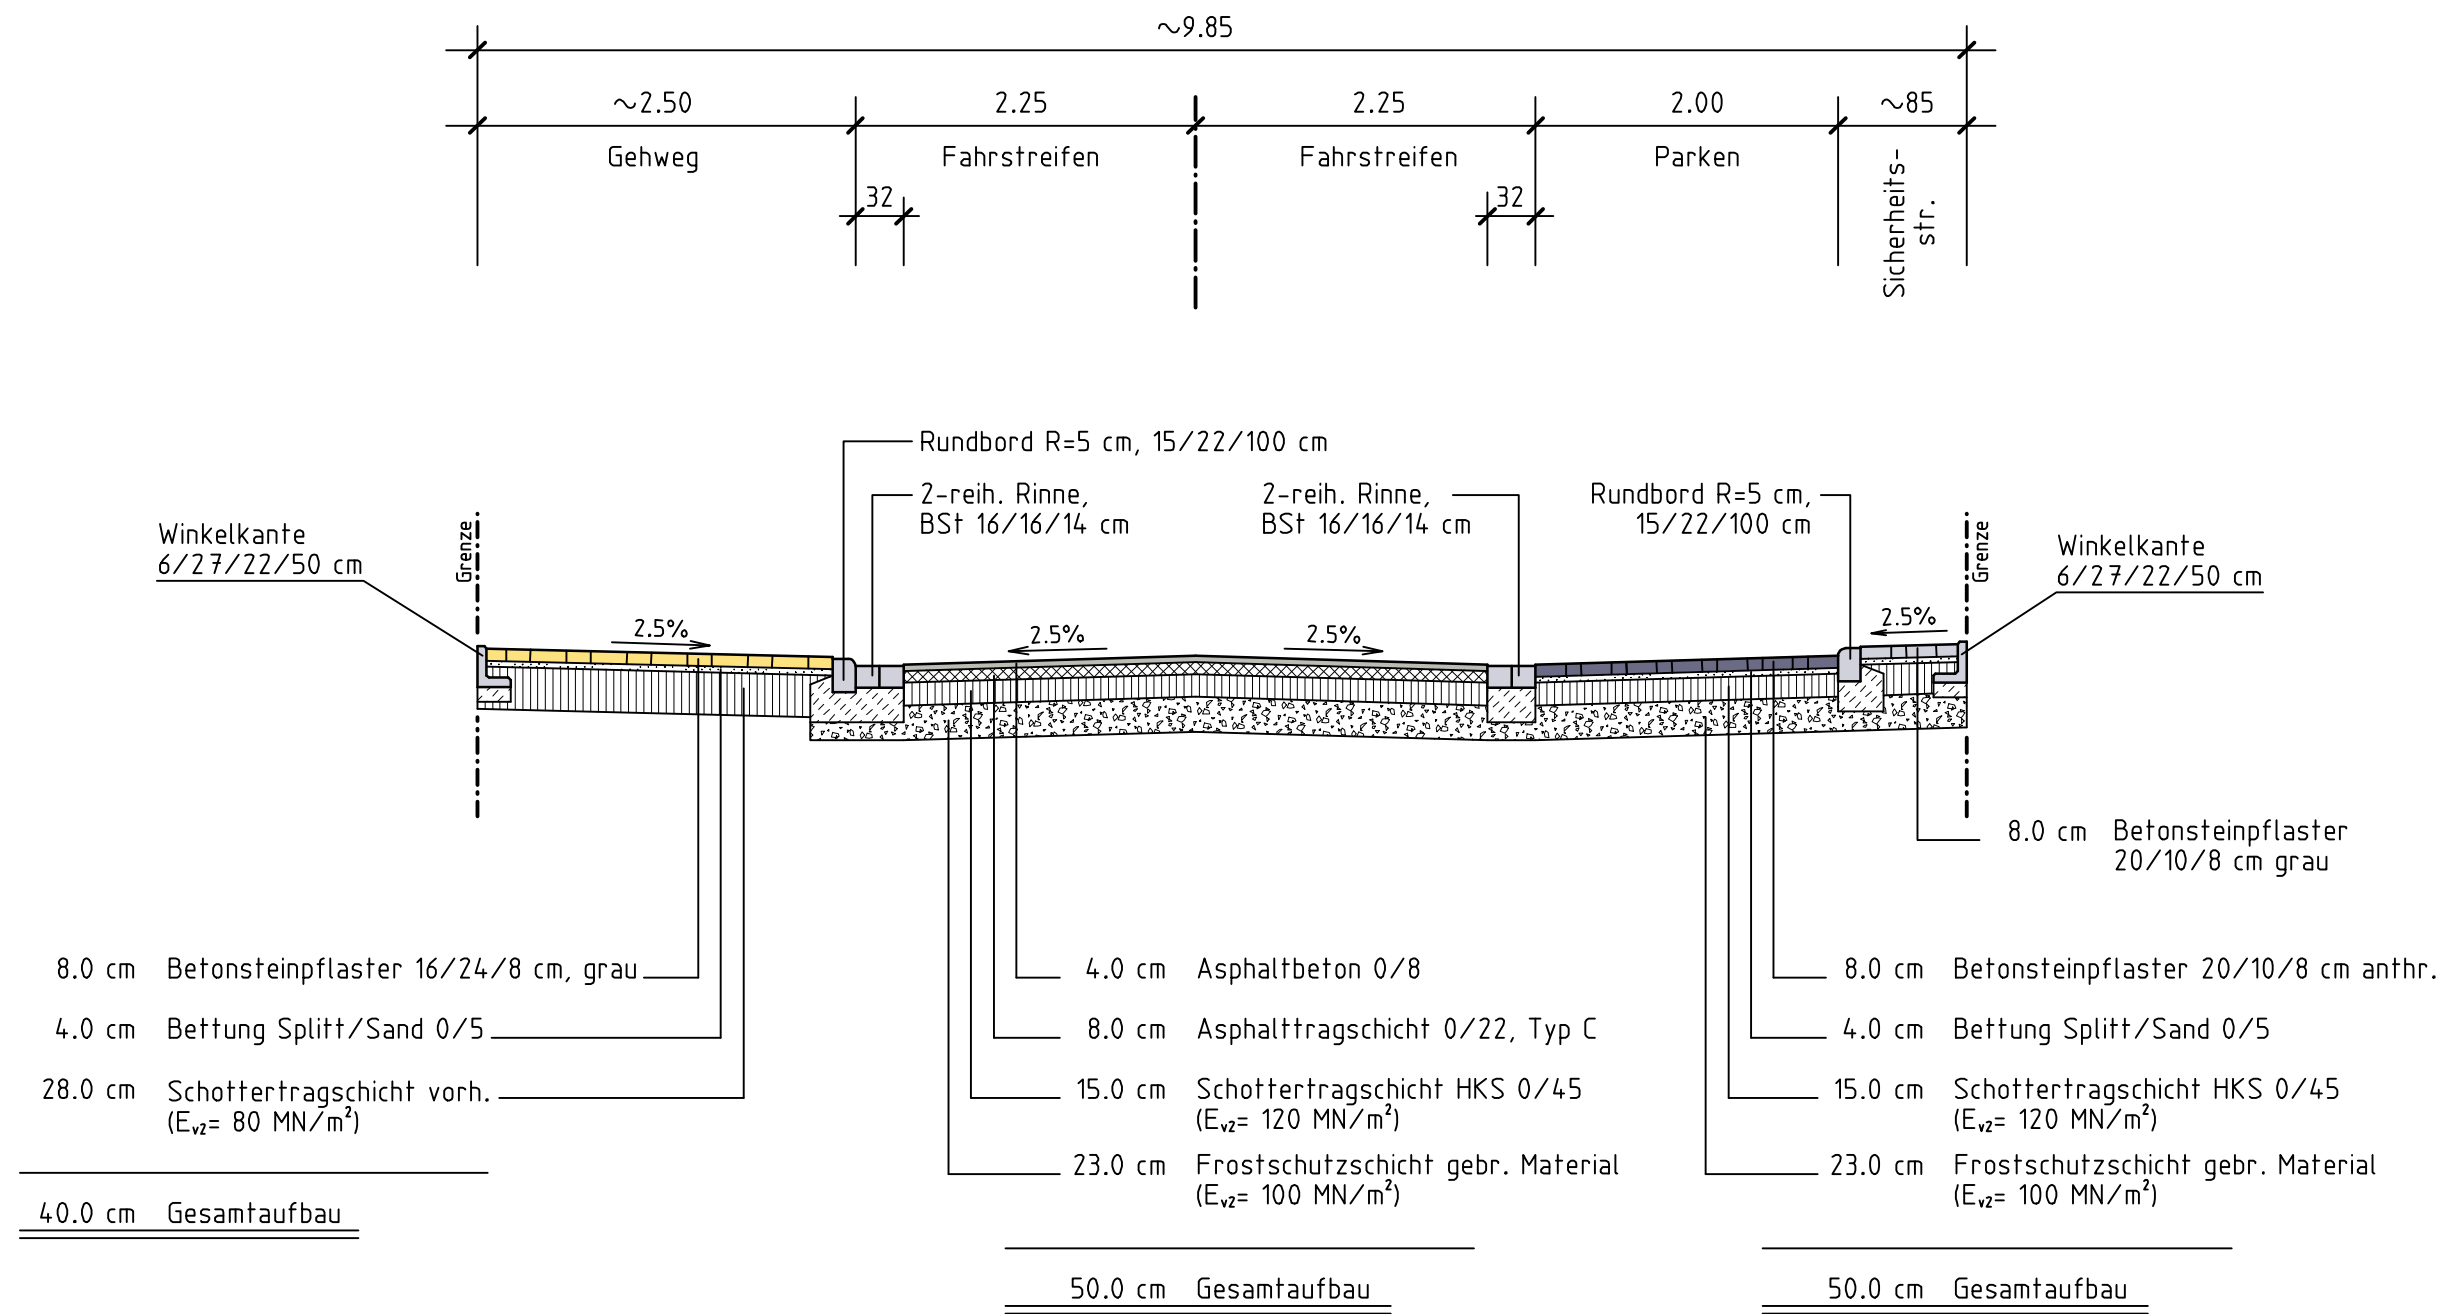 ~9.85
~2.50 2.25 2.25 2.00 ~85
Gehweg Fahrstreifen Fahrstreifen Parken
Sicherheits-
str.
32 32
Rundbord R=5 cm, 15/22/100 cm
2-reih. Rinne,
BSt 16/16/14 cm
2-reih. Rinne,
BSt 16/16/14 cm
Rundbord R=5 cm,
15/22/100 cm
Winkelkante
6/27/22/50 cm
Grenze
Grenze
Winkelkante
6/27/22/50 cm
2.5% 2.5% 2.5% 2.5%
8.0 cm Betonsteinpflaster
20/10/8 cm grau
8.0 cm Betonsteinpflaster 16/24/8 cm, grau
4.0 cm Bettung Splitt/Sand 0/5
28.0 cm Schottertragschicht vorh.
(Ev2= 80 MN/m²)
40.0 cm Gesamtaufbau
4.0 cm Asphaltbeton 0/8
8.0 cm Asphalttragschicht 0/22, Typ C
15.0 cm Schottertragschicht HKS 0/45
(Ev2= 120 MN/m²)
23.0 cm Frostschutzschicht gebr. Material
(Ev2= 100 MN/m²)
50.0 cm Gesamtaufbau
8.0 cm Betonsteinpflaster 20/10/8 cm anthr.
4.0 cm Bettung Splitt/Sand 0/5
15.0 cm Schottertragschicht HKS 0/45
(Ev2= 120 MN/m²)
23.0 cm Frostschutzschicht gebr. Material
(Ev2= 100 MN/m²)
50.0 cm Gesamtaufbau